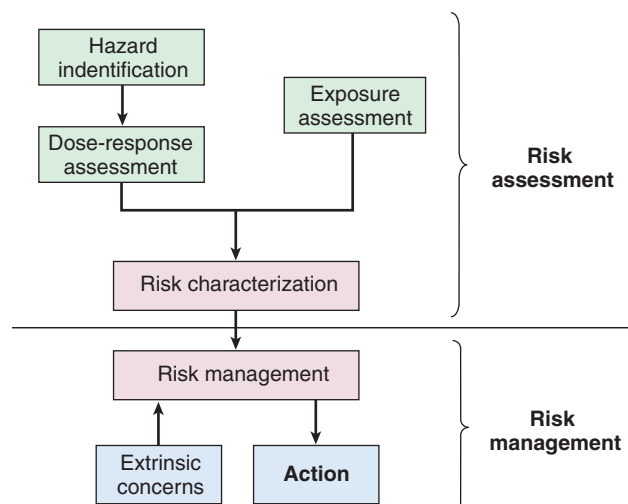 Hazard
indentification
Exposure
assessment
Dose-response
assessment
Risk
assessment
Risk characterization
Risk management
Risk
management
Extrinsic
concerns
Action